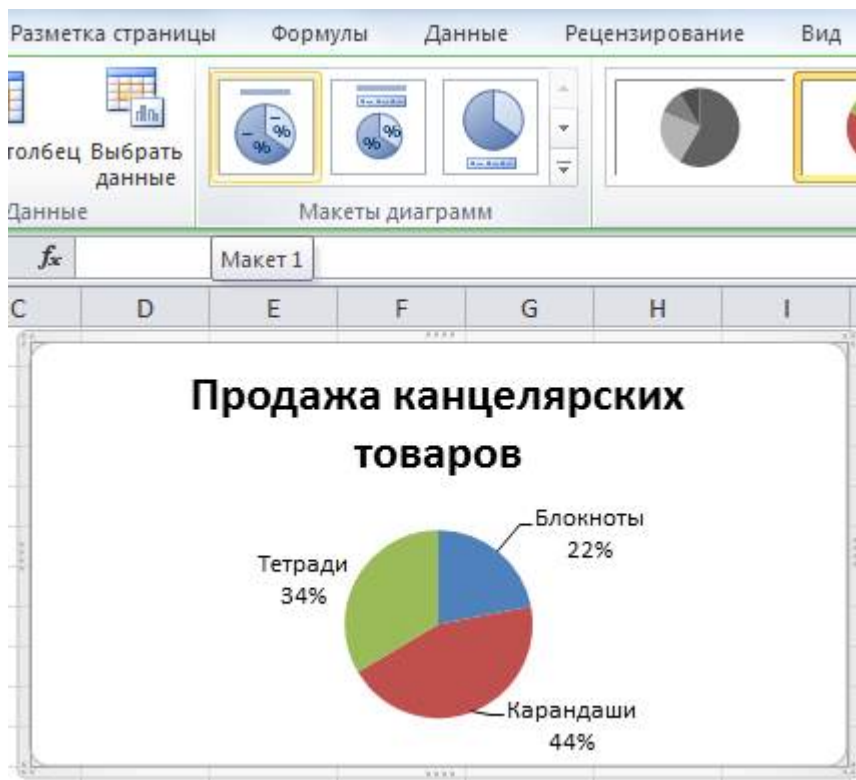 Разметка страницы Формулы Данные Рецензирование Вид
толбец Выбрать
данные
Данные Макеты диаграмм
fx Макет 1
C D E F G H I
Продажа канцелярских
товаров
Блокноты
22%
Тетради
34%
Карандаши
44%